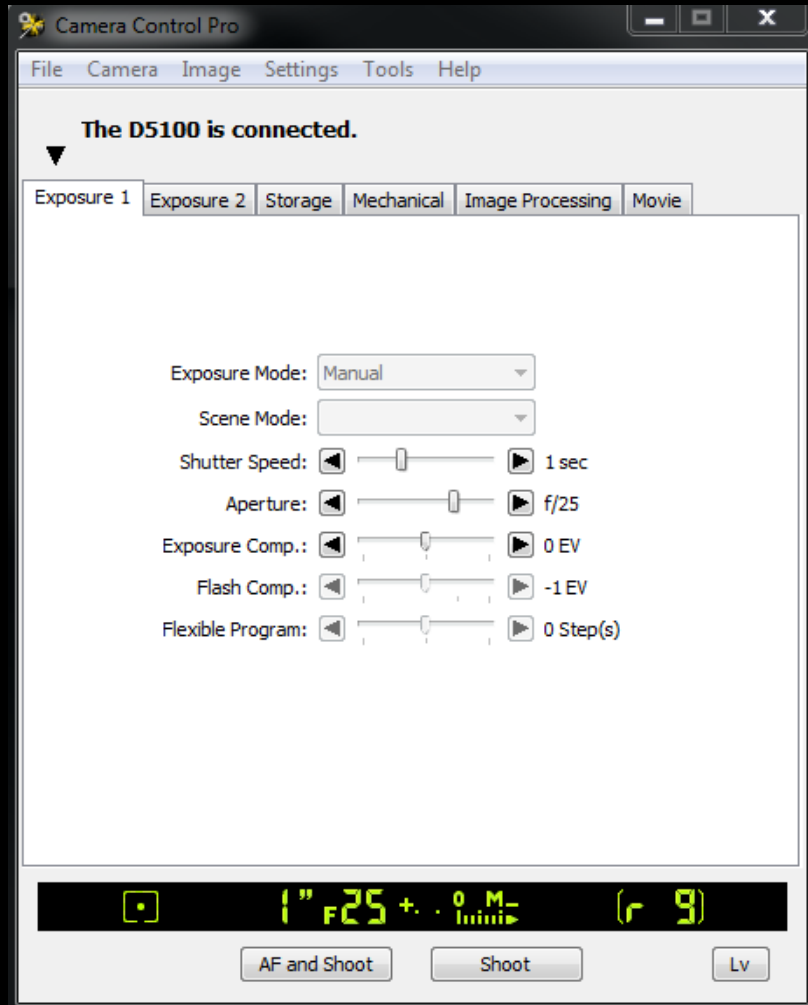 Camera Control Pro
File Camera Image Settings Tools Help
The D5100 is connected.
Exposure 1 Exposure 2 Storage Mechanical Image Processing Movie
Exposure Mode: Manual
Scene Mode:
Shutter Speed: 1 sec
Aperture: f/25
Exposure Comp.: 0 EV
Flash Comp.: -1 EV
Flexible Program: 0 Step(s)
1" F25 +. . 0 M- (r 9)
AF and Shoot Shoot Lv